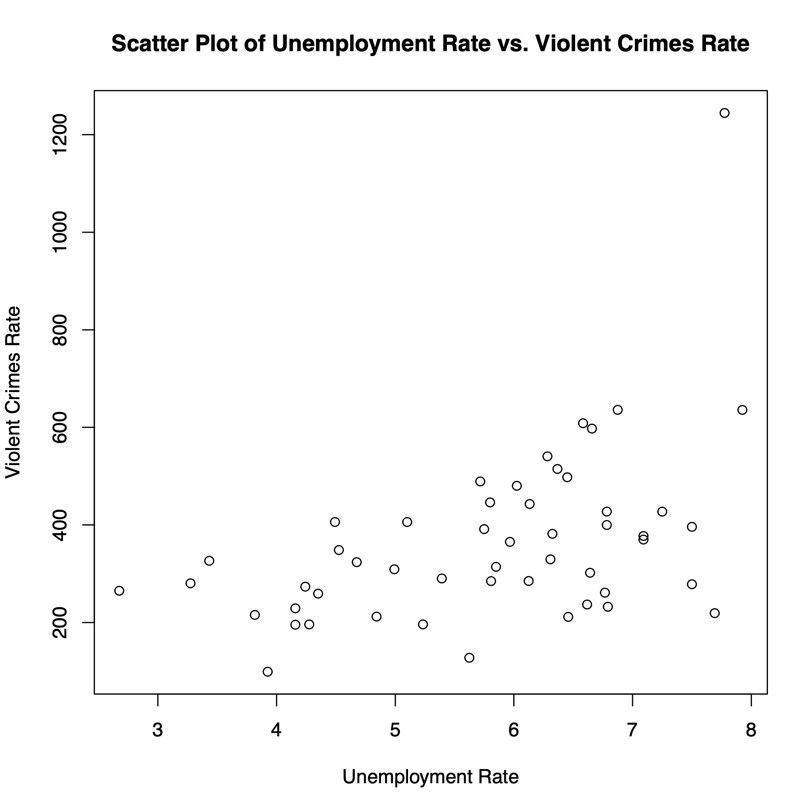 Scatter Plot of Unemployment Rate vs. Violent Crimes Rate
Violent Crimes Rate
1200
1000
800
600
400
200
3 4 5 6 7 8
Unemployment Rate